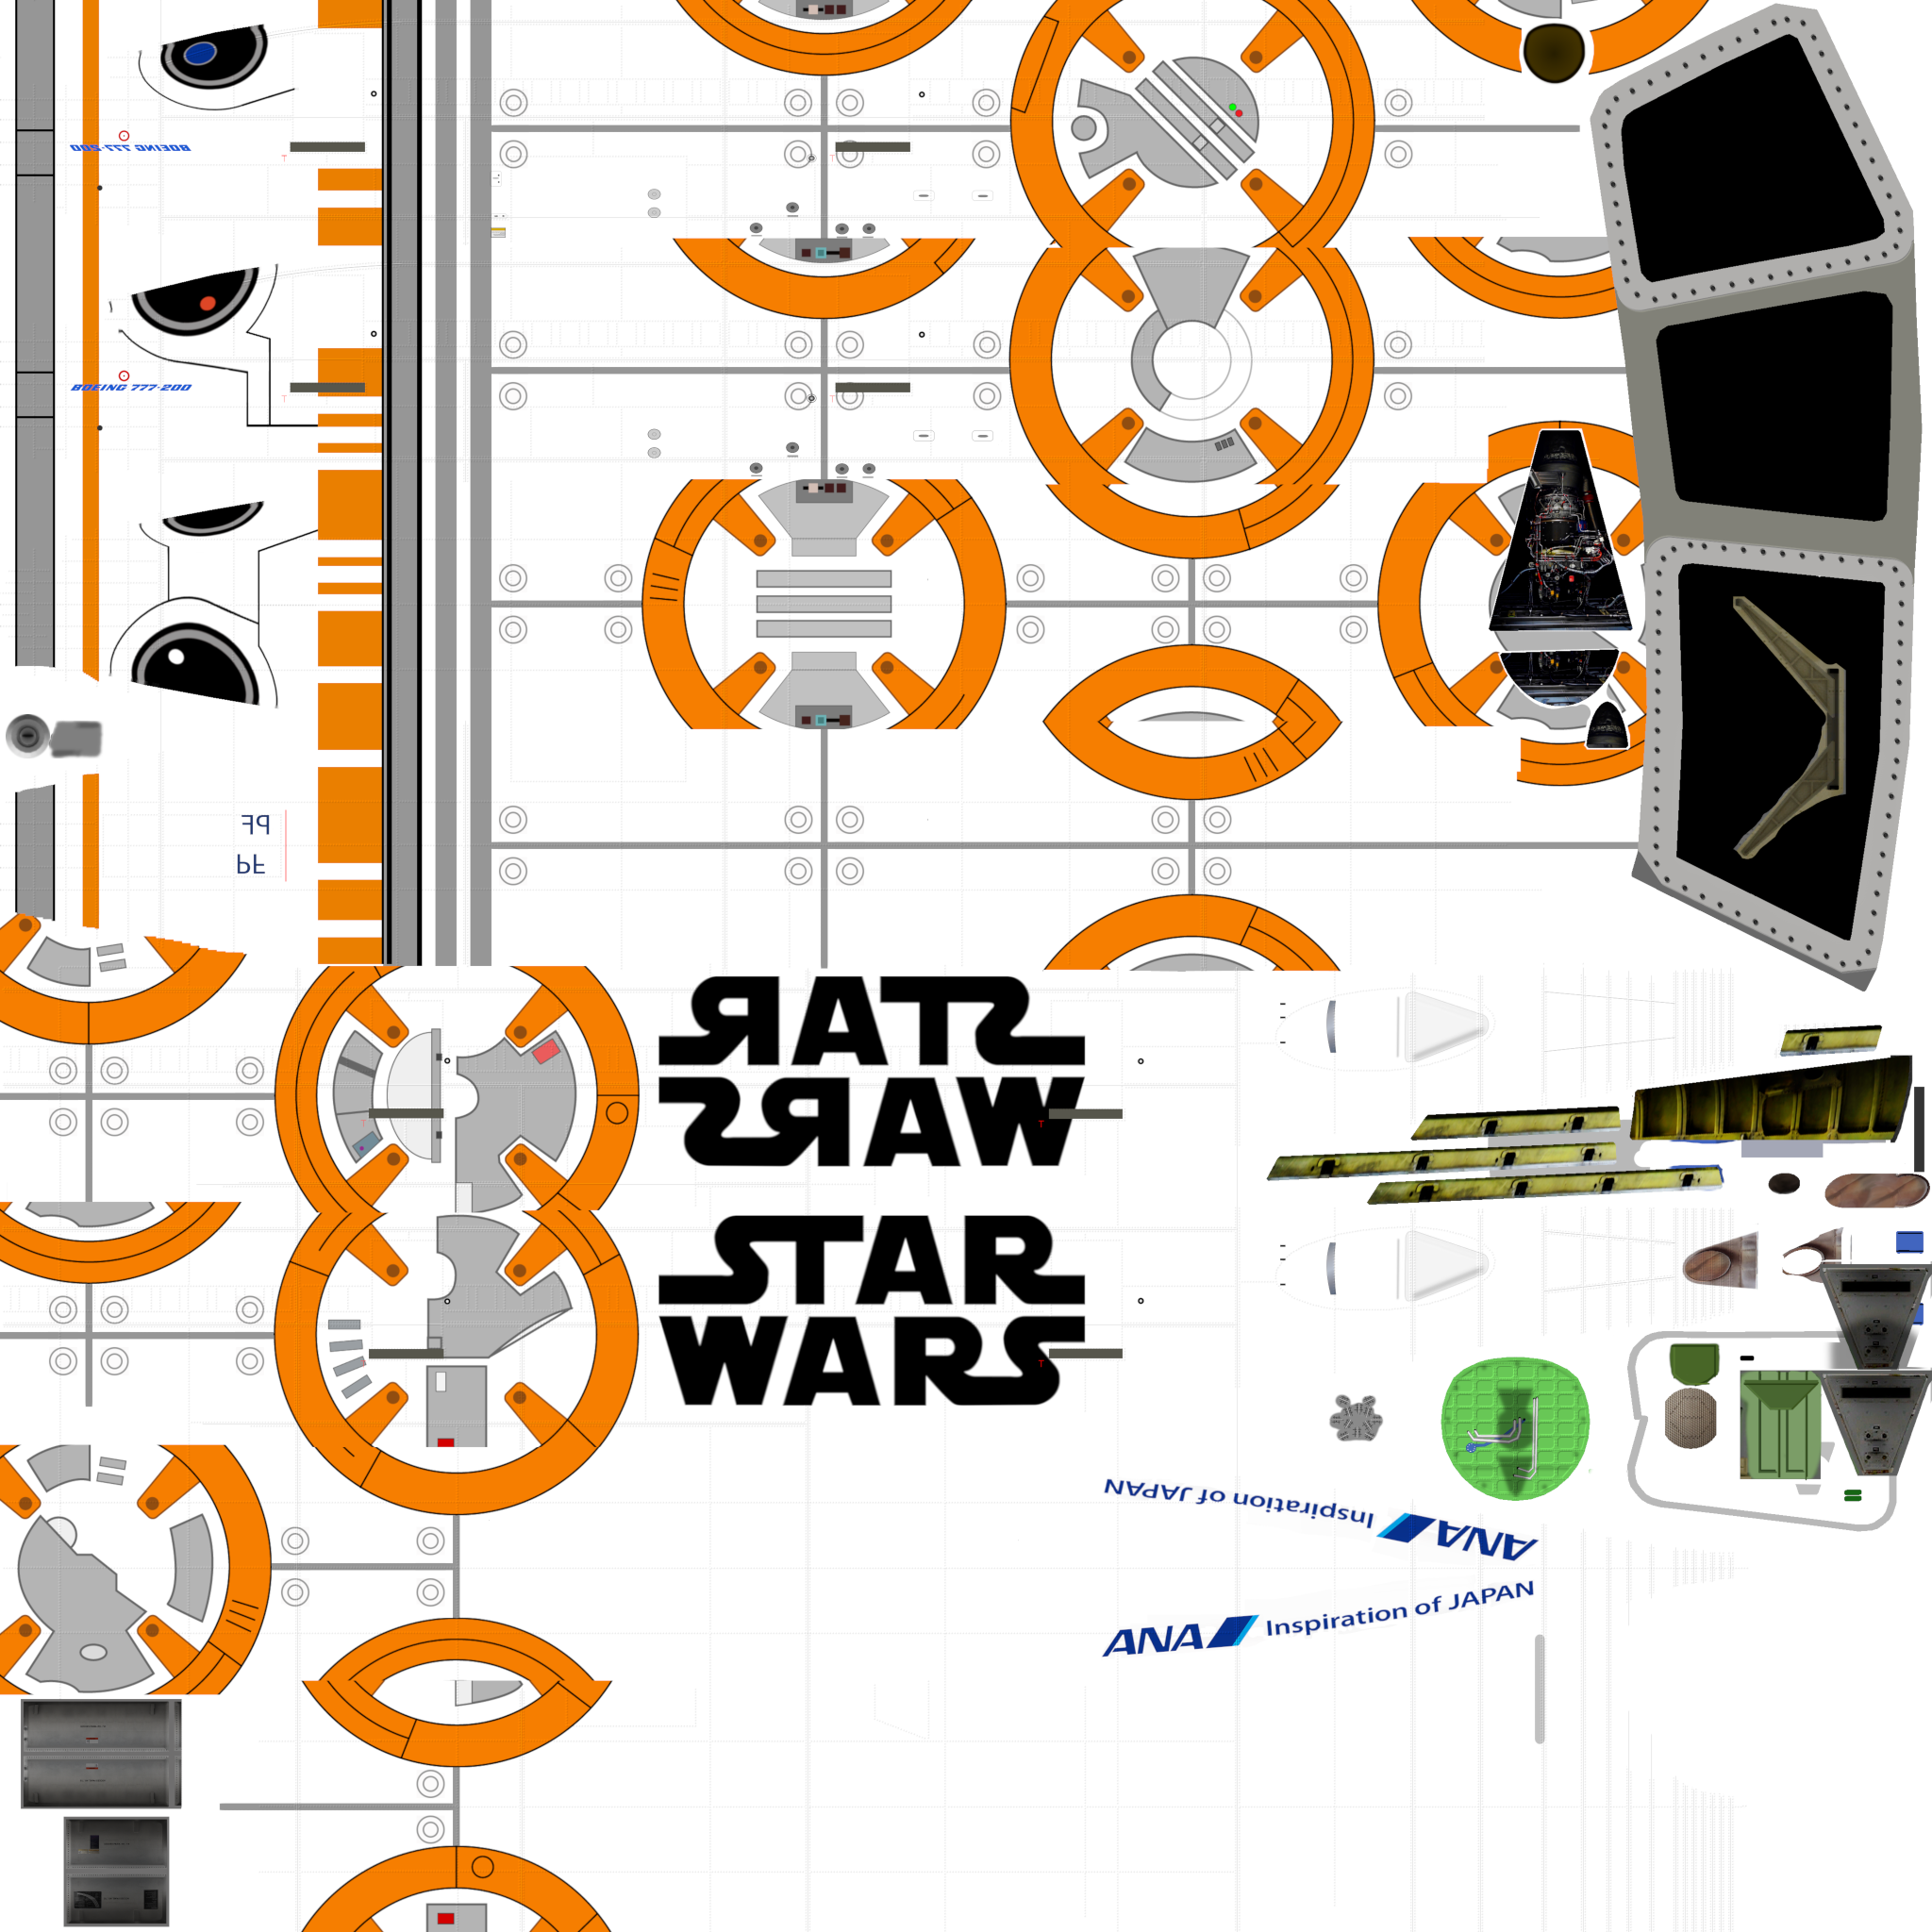 BOEING 777-200
BOEING 777-200
PF
PF
STAR
WARS
STAR
WARS
Inspiration of JAPAN
ANA
ANA Inspiration of JAPAN
T
T
T
T
T
T
T
T